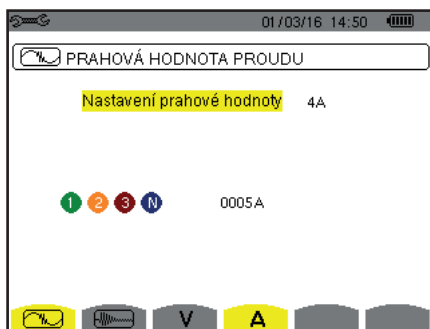 01/03/16 14:50
PRAHOVÁ HODNOTA PROUDU
Nastavení prahové hodnoty 4A
1 2 3 N 0005A
V A